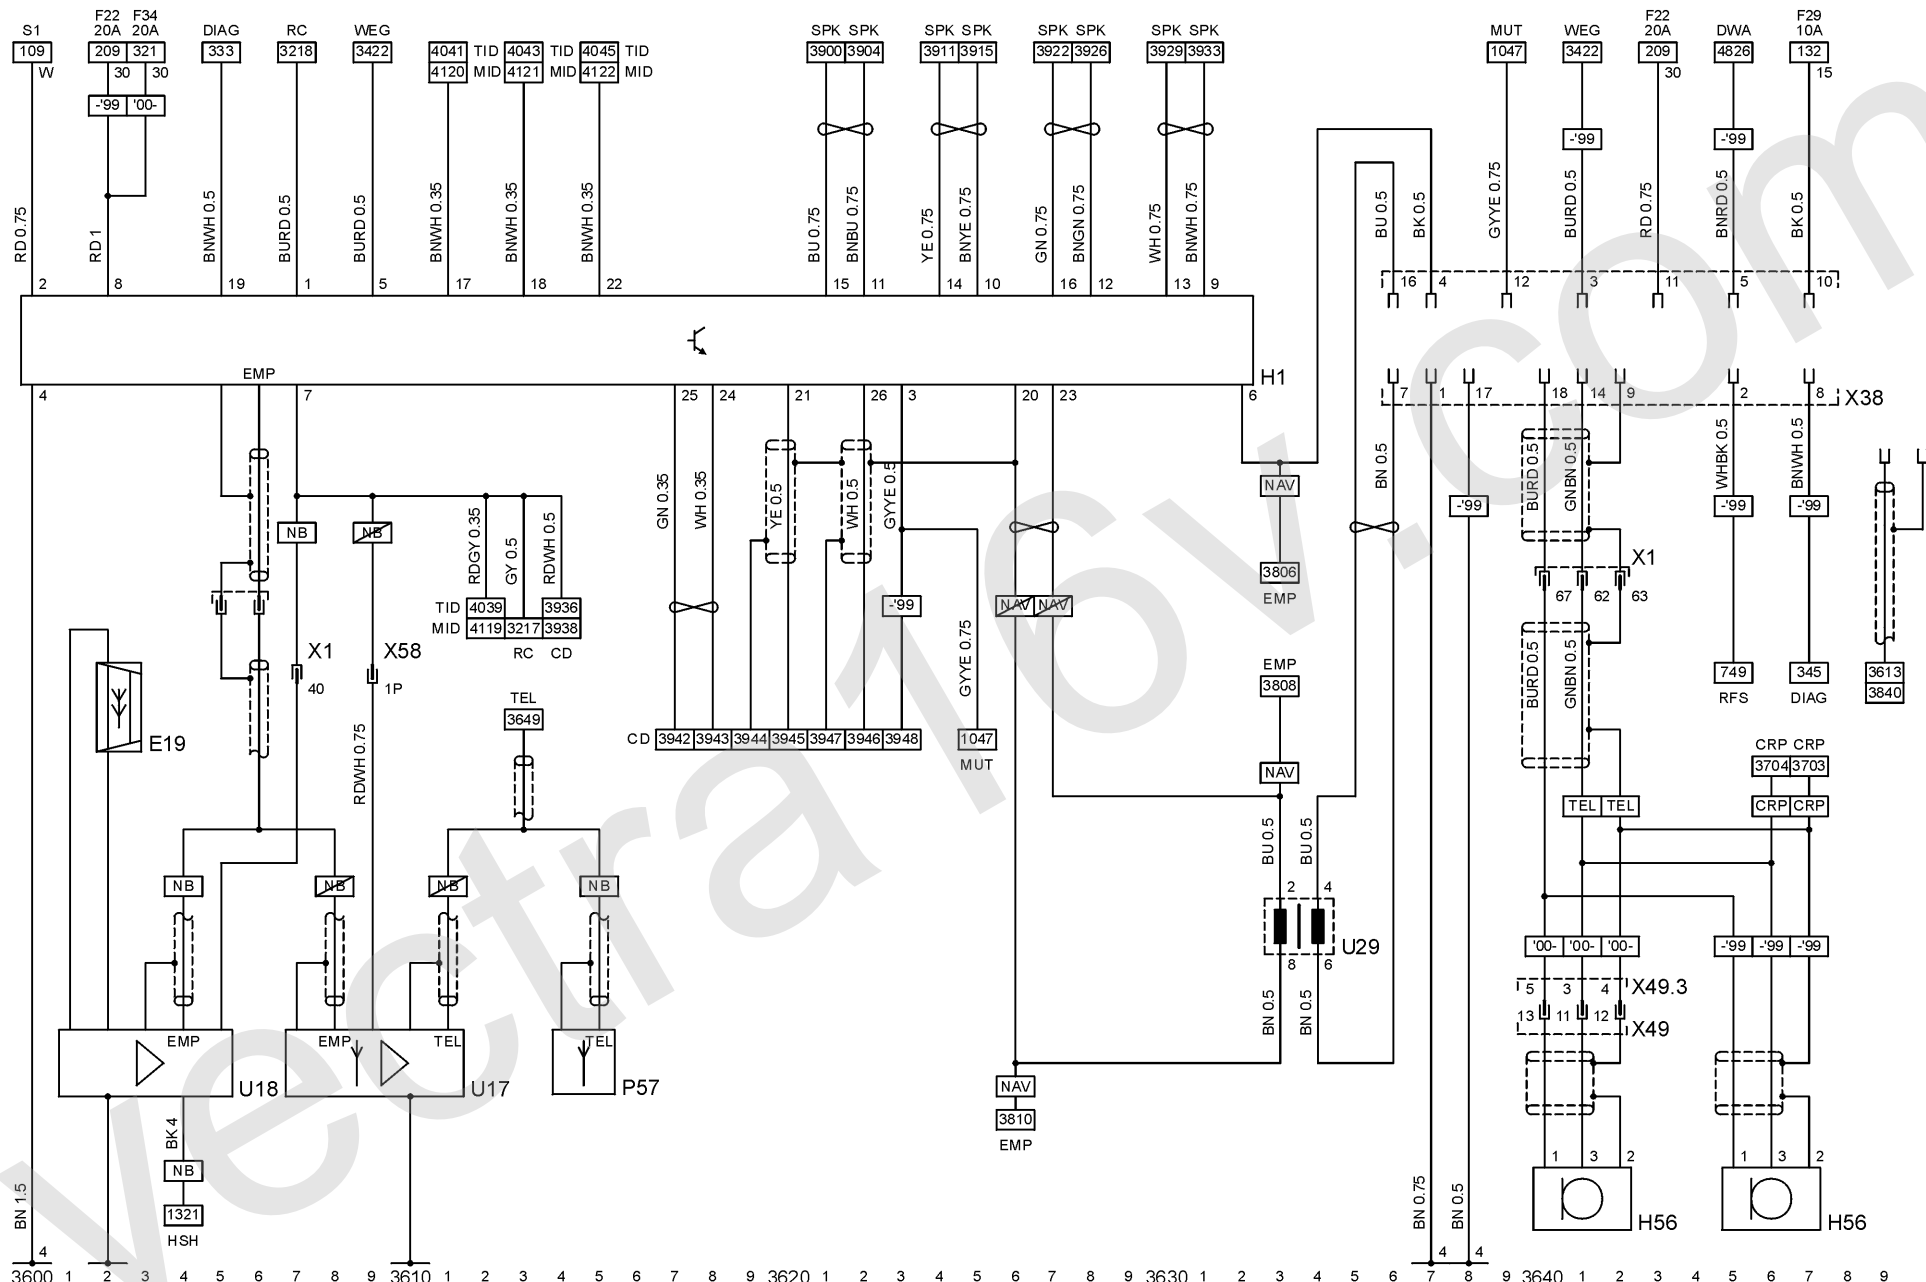 F22 F34 F22 F29
S1 20A 20A DIAG RC WEG SPK SPK SPK SPK SPK SPK SPK SPK MUT WEG 20A DWA 10A
109 209 321 333 3218 3422 4041 TID 4043 TID 4045 TID 3900 3904 3911 3915 3922 3926 3929 3933 1047 3422 209 4826 132
W 30 30 4120 MID 4121 MID 4122 MID 30 15
-'99 '00-
-'99 -'99
RD 0.75 RD 1 BNWH 0.5 BURD 0.5 BURD 0.5 BNWH 0.35 BNWH 0.35 BNWH 0.35 BU 0.75 BNBU 0.75 YE 0.75 BNYE 0.75 GN 0.75 BNGN 0.75 WH 0.75 BNWH 0.75 BU 0.5 BK 0.5 GYYE 0.75 BURD 0.5 RD 0.75 BNRD 0.5 BK 0.5
2 8 19 1 5 17 18 22 15 11 14 10 16 12 13 9 16 4 12 3 11 5 10
EMP H1
4 7 25 24 21 26 3 20 23 6 7 1 17 18 14 9 2 8 X38
GN 0.35 WH 0.35 YE 0.5 WH 0.5 GYYE 0.5 BN 0.5 BURD 0.5 GNBN 0.5 WHBK 0.5 BNWH 0.5
NAV
-'99 -'99 -'99
NB NB RDGY 0.35 GY 0.5 RDWH 0.5
X1
3806
EMP
67 62 63
TID 4039 3936 -'99 NAV NAV
MID 4119 3217 3938
RC CD
X1 X58
40 1P
GYYE 0.75 EMP BURD 0.5 GNBN 0.5 749 345 3613
3808 RFS DIAG 3840
TEL
3649
E19
CD 3942 3943 3944 3945 3947 3946 3948 1047
MUT
RDWH 0.75
CRP CRP
NAV 3704 3703
TEL TEL CRP CRP
BU 0.5 BU 0.5
NB NB NB NB 2 4
U29
8 6
'00- '00- '00- -'99 -'99 -'99
5 3 4 X49.3
13 11 12 X49
BN 0.5 BN 0.5
EMP EMP TEL TEL
U18 U17 P57
NAV
3810
EMP
BK 4
NB
1321
HSH
1 3 2 1 3 2
H56 H56
BN 1.5 BN 0.75 BN 0.5
4 4 4
3600 1 2 3 4 5 6 7 8 9 3610 1 2 3 4 5 6 7 8 9 3620 1 2 3 4 5 6 7 8 9 3630 1 2 3 4 5 6 7 8 9 3640 1 2 3 4 5 6 7 8 9
vectra16v.com